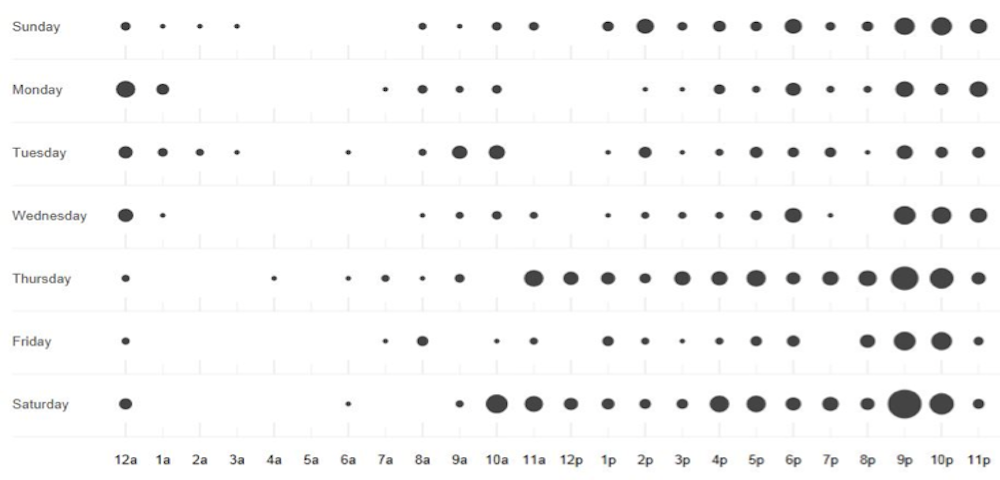 Sunday
Monday
Tuesday
Wednesday
Thursday
Friday
Saturday
12a 1a 2a 3a 4a 5a 6a 7a 8a 9a 10a 11a 12p 1p 2p 3p 4p 5p 6p 7p 8p 9p 10p 11p